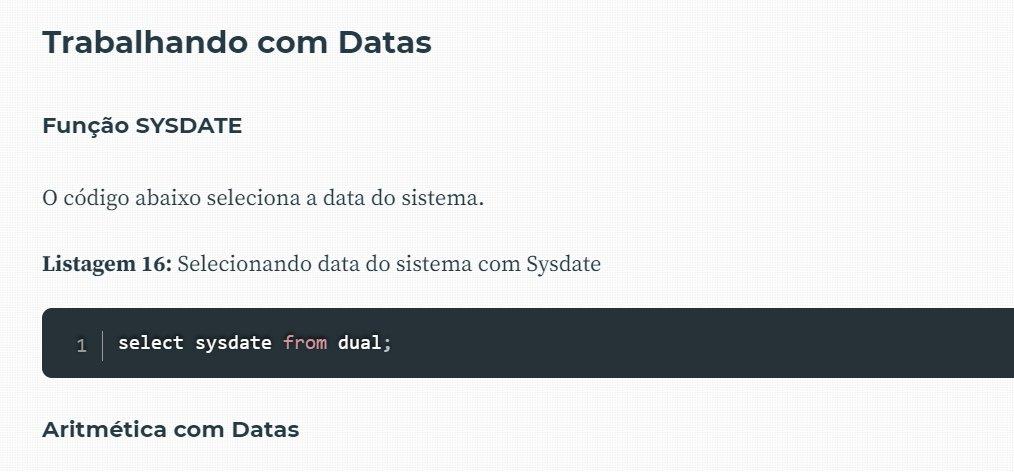 Trabalhando com Datas
Função SYSDATE
O código abaixo seleciona a data do sistema.
Listagem 16: Selecionando data do sistema com Sysdate
1 select sysdate from dual;
Aritmética com Datas